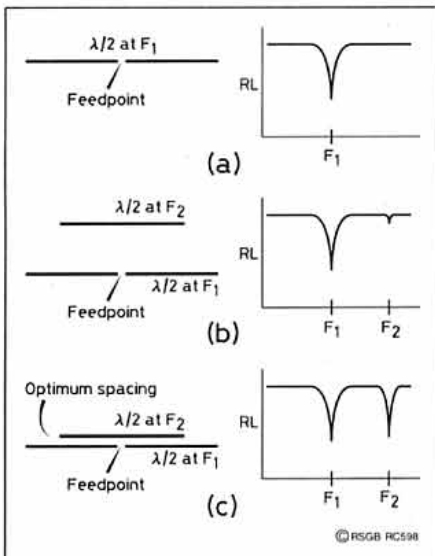 λ/2 at F₁
Feedpoint
RL
F₁
(a)
λ/2 at F₂
λ/2 at F₁
Feedpoint
RL
F₁ F₂
(b)
Optimum spacing
λ/2 at F₂
λ/2 at F₁
Feedpoint
RL
F₁ F₂
(c)
© RSGB RC598